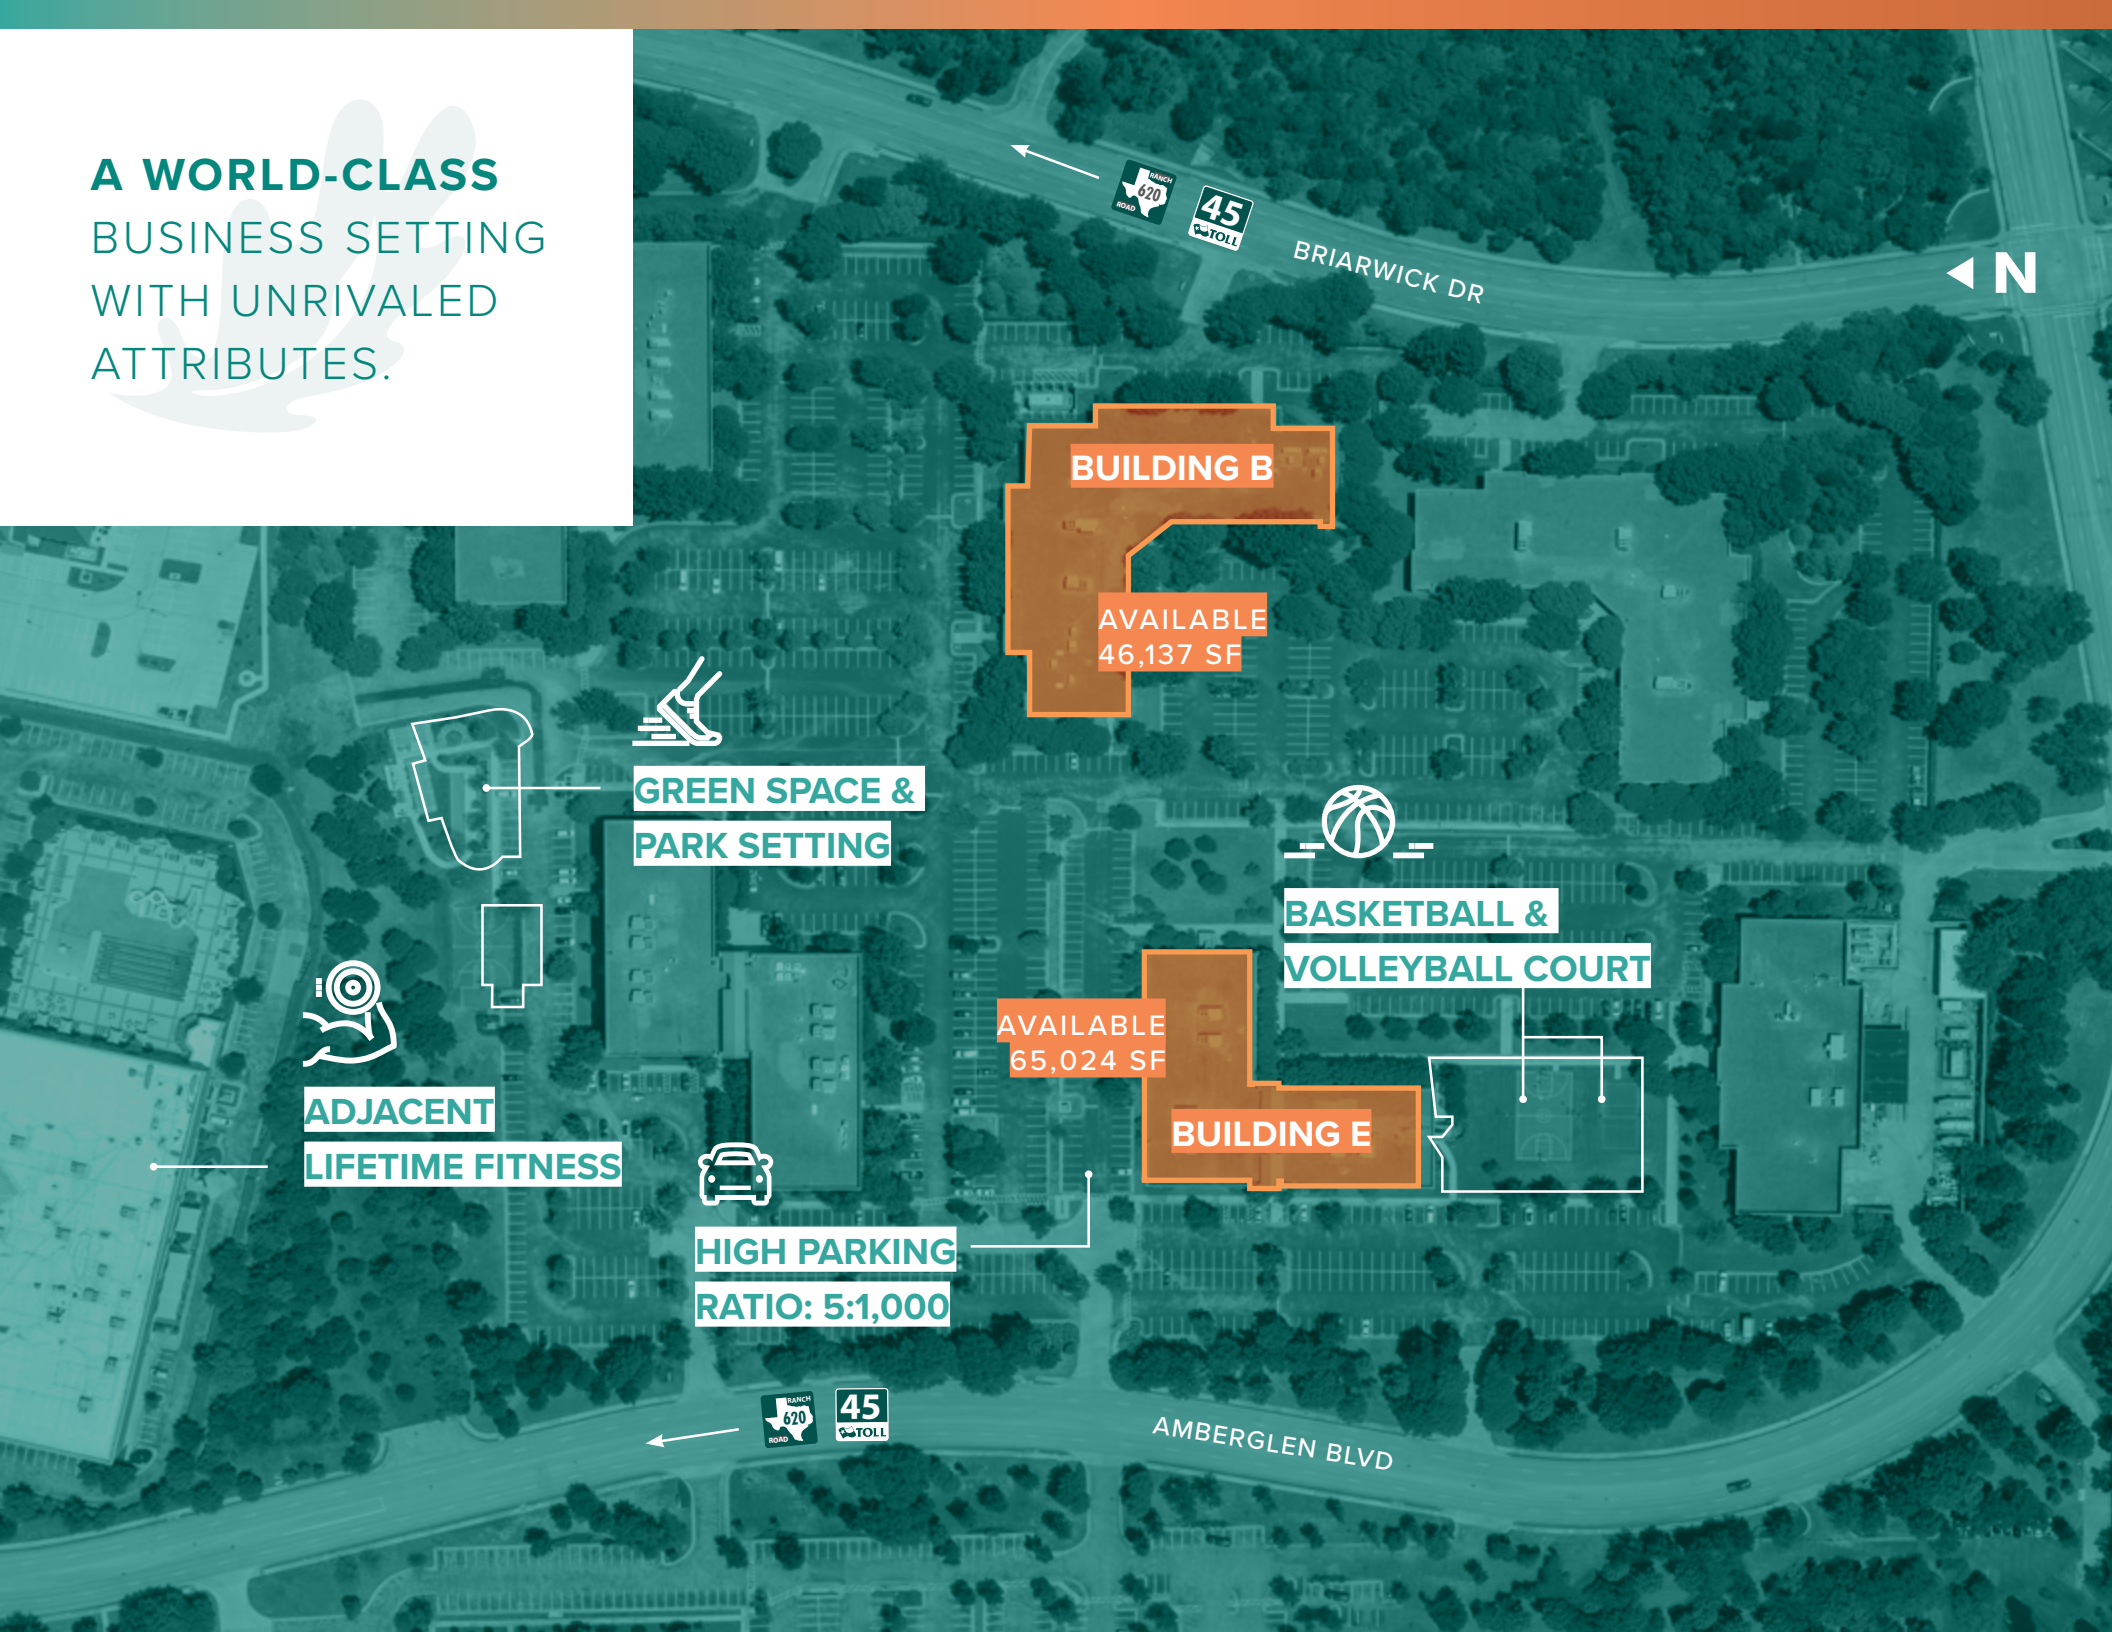 A WORLD-CLASS
BUSINESS SETTING
WITH UNRIVALED
ATTRIBUTES.
RANCH
620
ROAD
45
TOLL
BRIARWICK DR
N
BUILDING B
AVAILABLE
46,137 SF
GREEN SPACE &
PARK SETTING
BASKETBALL &
VOLLEYBALL COURT
AVAILABLE
65,024 SF
BUILDING E
ADJACENT
LIFETIME FITNESS
HIGH PARKING
RATIO: 5:1,000
RANCH
620
ROAD
45
TOLL
AMBERGLEN BLVD